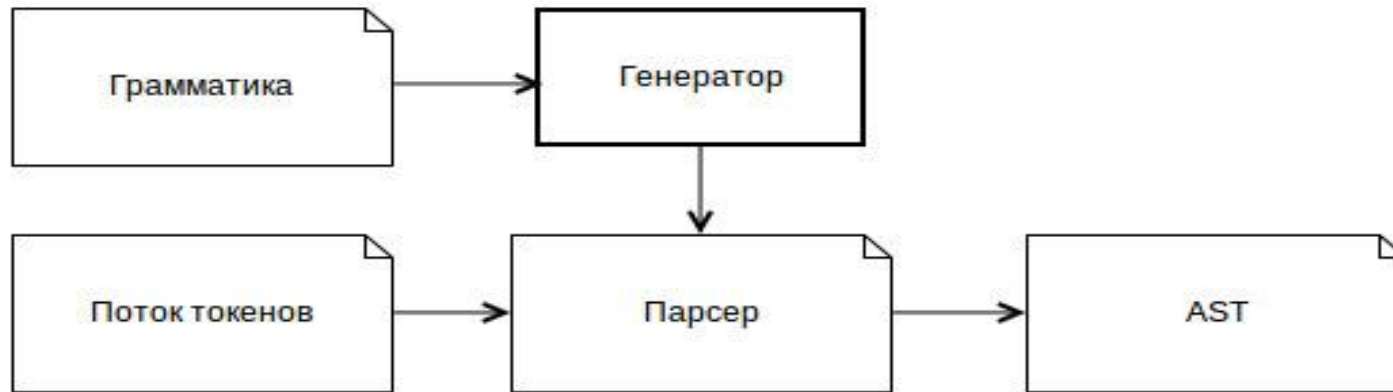 Грамматика
Генератор
Поток токенов
Парсер
AST